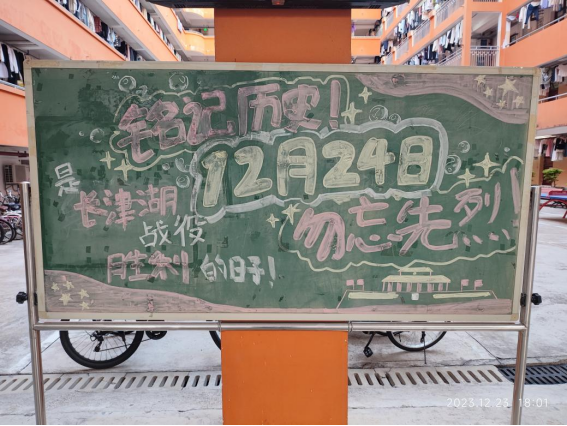 铭记历史！
12月24日
是
长津湖
战役
胜利的日子！
勿忘先烈！
2023.12.23 18:01